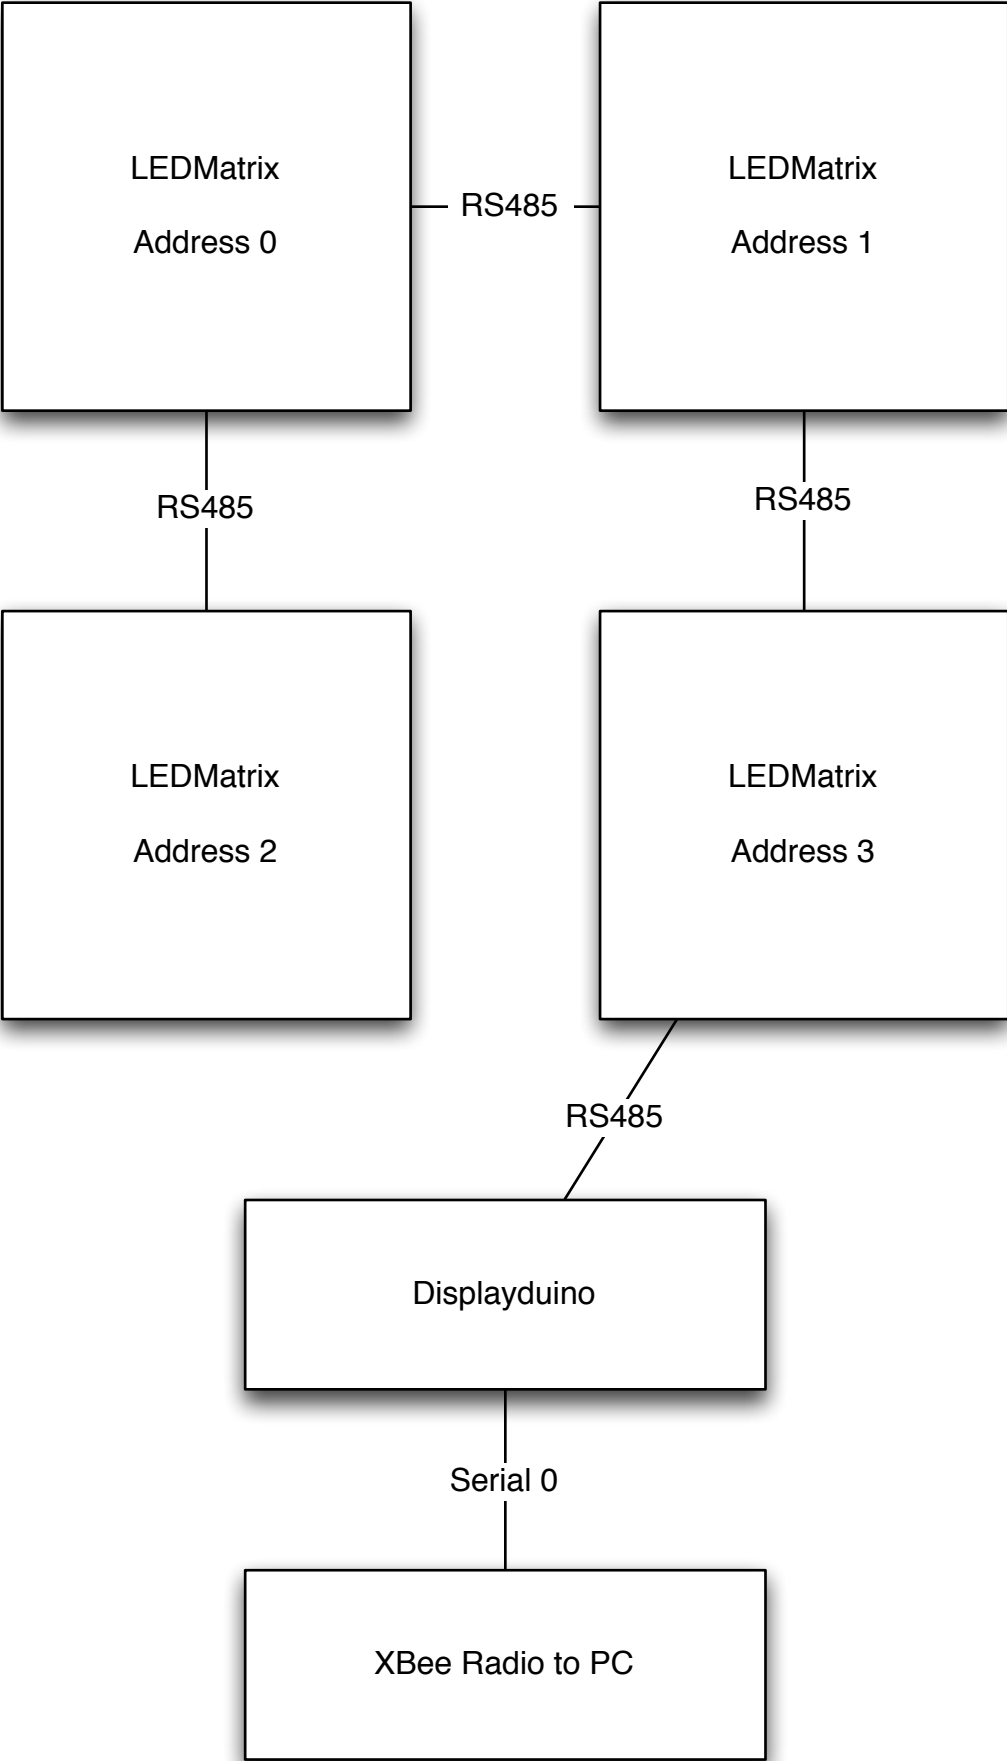 LEDMatrix
Address 0
RS485
LEDMatrix
Address 1
RS485
RS485
LEDMatrix
Address 2
LEDMatrix
Address 3
RS485
Displayduino
Serial 0
XBee Radio to PC